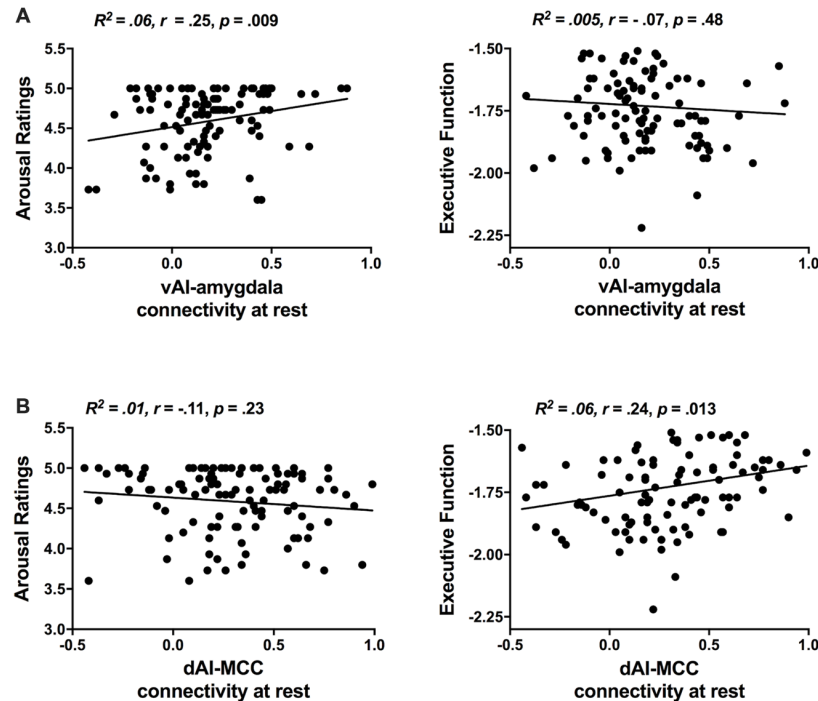 A
R² = .06, r = .25, p = .009
R² = .005, r = - .07, p = .48
Arousal Ratings
5.5
5.0
4.5
4.0
3.5
3.0
-0.5 0.0 0.5 1.0
vAI-amygdala
connectivity at rest
Executive Function
-1.50
-1.75
-2.00
-2.25
-0.5 0.0 0.5 1.0
vAI-amygdala
connectivity at rest
B
R² = .01, r = -.11, p = .23
R² = .06, r = .24, p = .013
Arousal Ratings
5.5
5.0
4.5
4.0
3.5
3.0
-0.5 0.0 0.5 1.0
dAI-MCC
connectivity at rest
Executive Function
-1.50
-1.75
-2.00
-2.25
-0.5 0.0 0.5 1.0
dAI-MCC
connectivity at rest